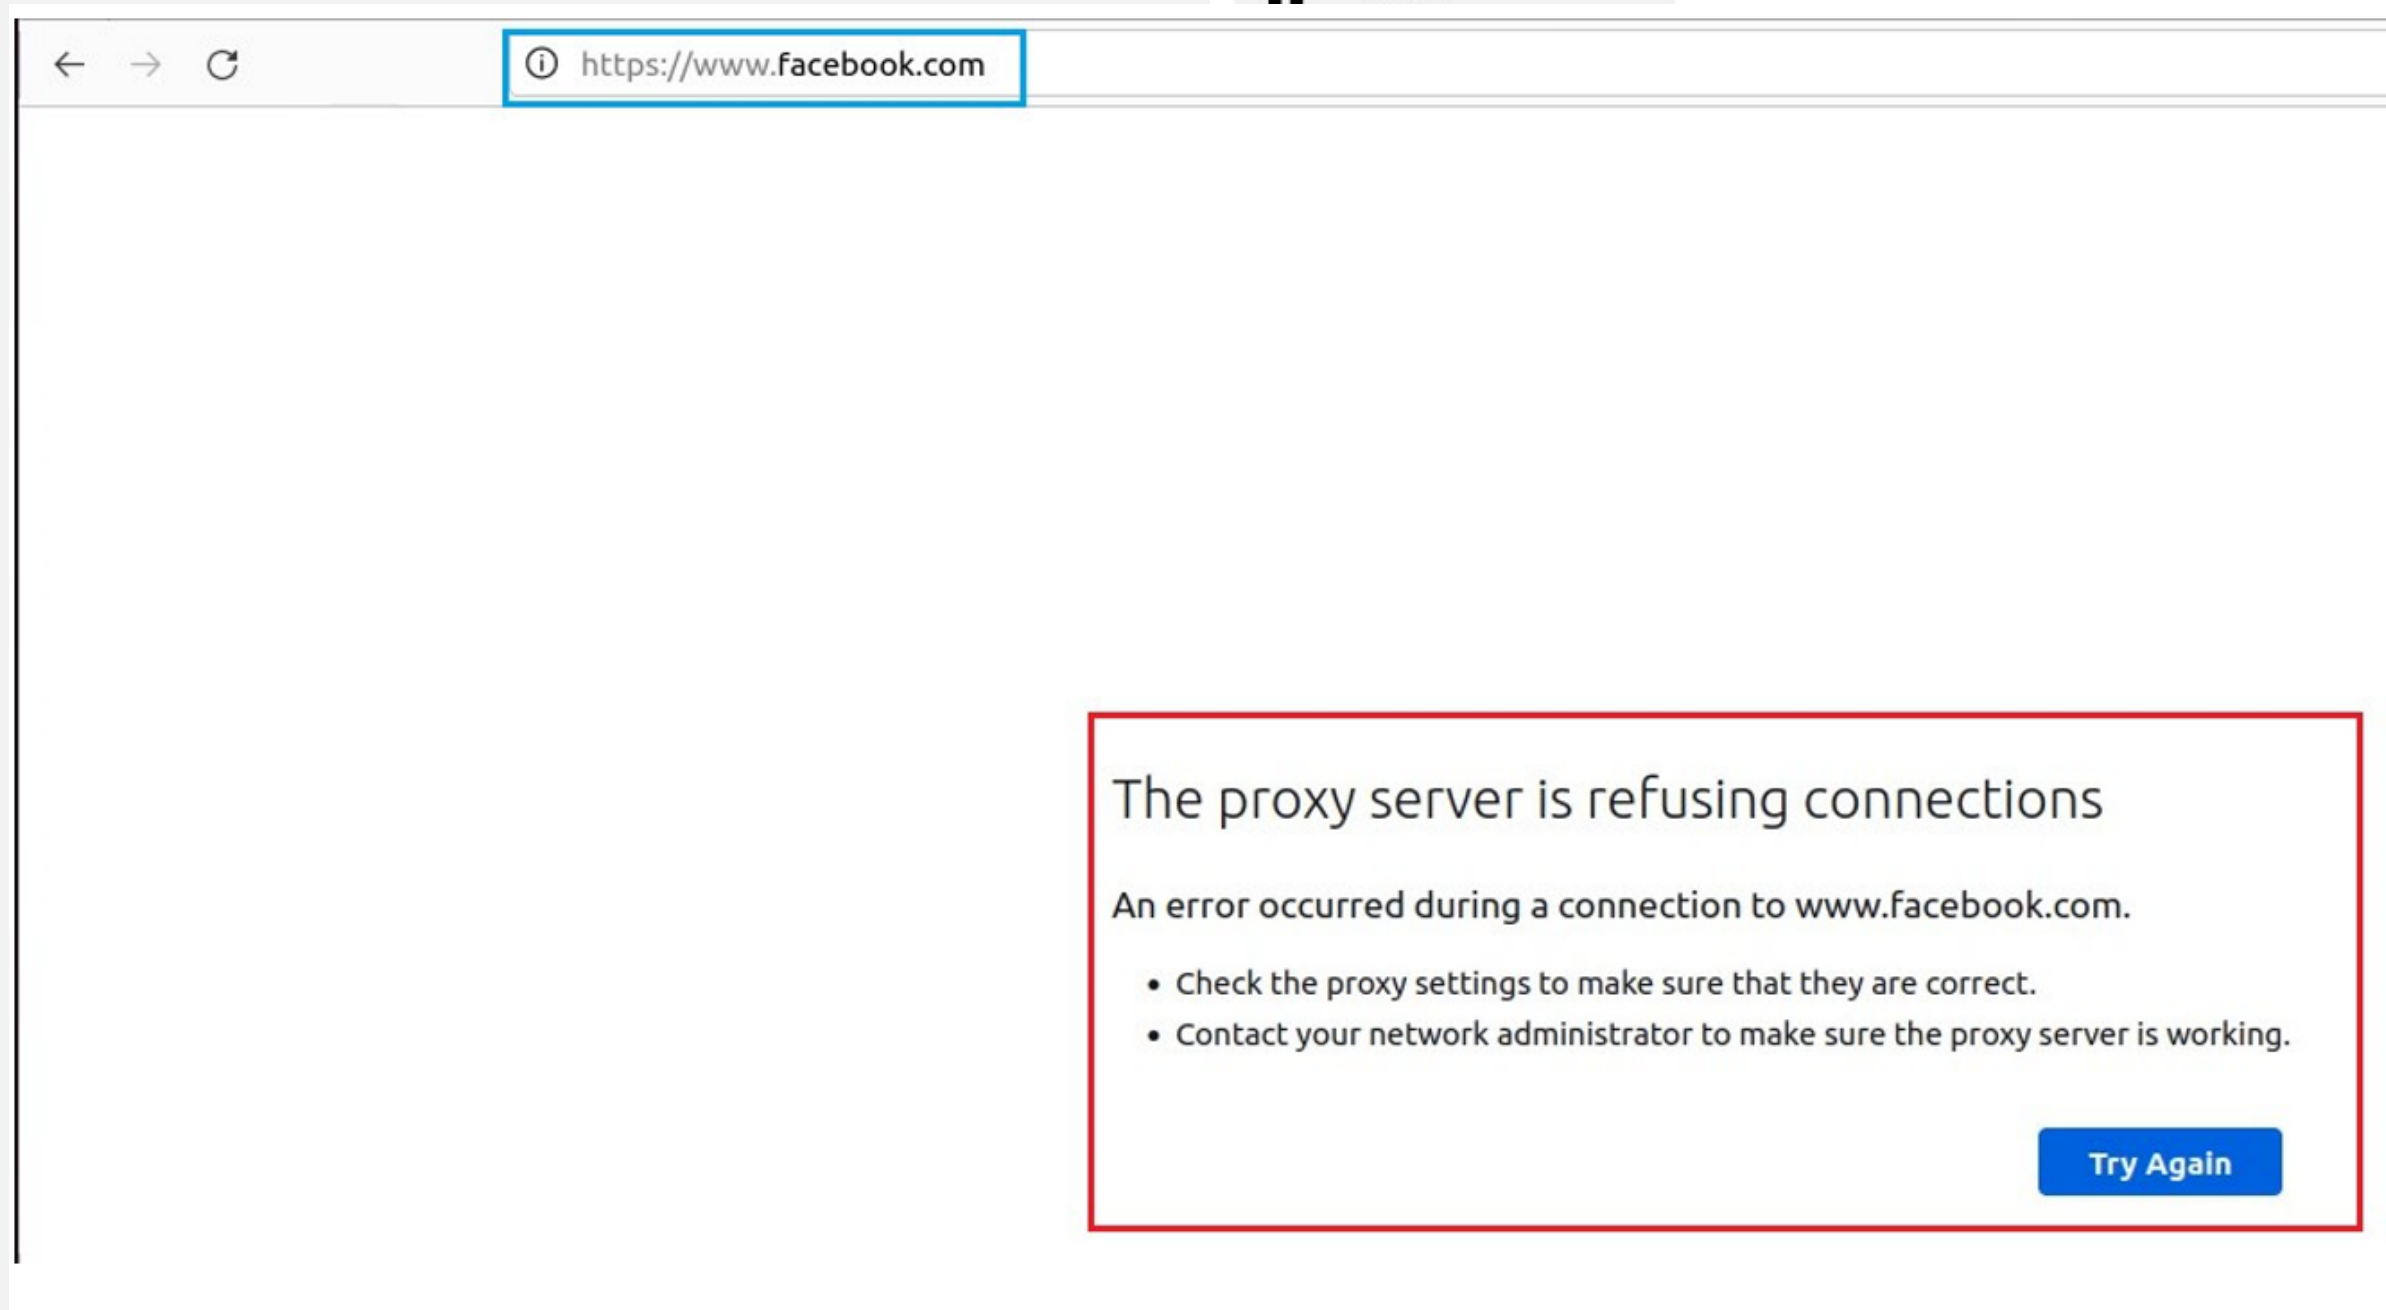 https://www.facebook.com
The proxy server is refusing connections
An error occurred during a connection to www.facebook.com.
• Check the proxy settings to make sure that they are correct.
• Contact your network administrator to make sure the proxy server is working.
Try Again